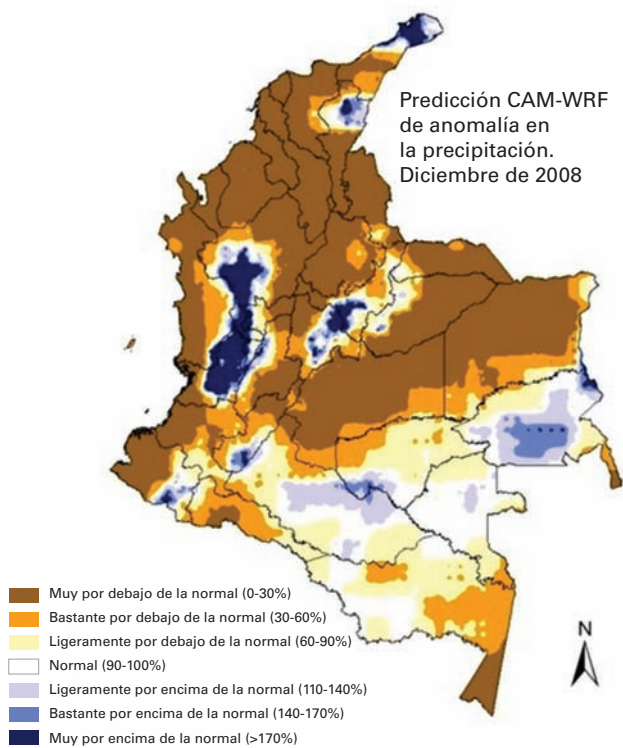 Predicción CAM-WRF
de anomalía en
la precipitación.
Diciembre de 2008
Muy por debajo de la normal (0-30%)
Bastante por debajo de la normal (30-60%)
Ligeramente por debajo de la normal (60-90%)
Normal (90-100%)
Ligeramente por encima de la normal (110-140%)
Bastante por encima de la normal (140-170%)
Muy por encima de la normal (>170%)
N